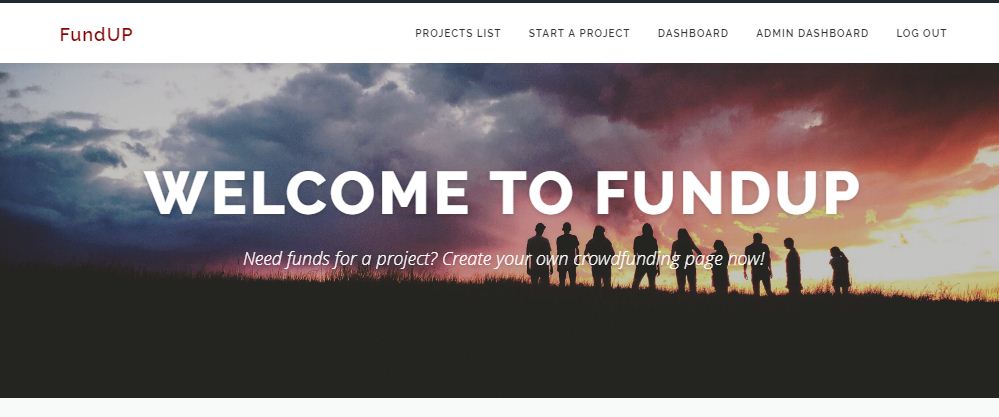 FundUP
PROJECTS LIST START A PROJECT DASHBOARD ADMIN DASHBOARD LOG OUT
WELCOME TO FUNDUP
Need funds for a project? Create your own crowdfunding page now!